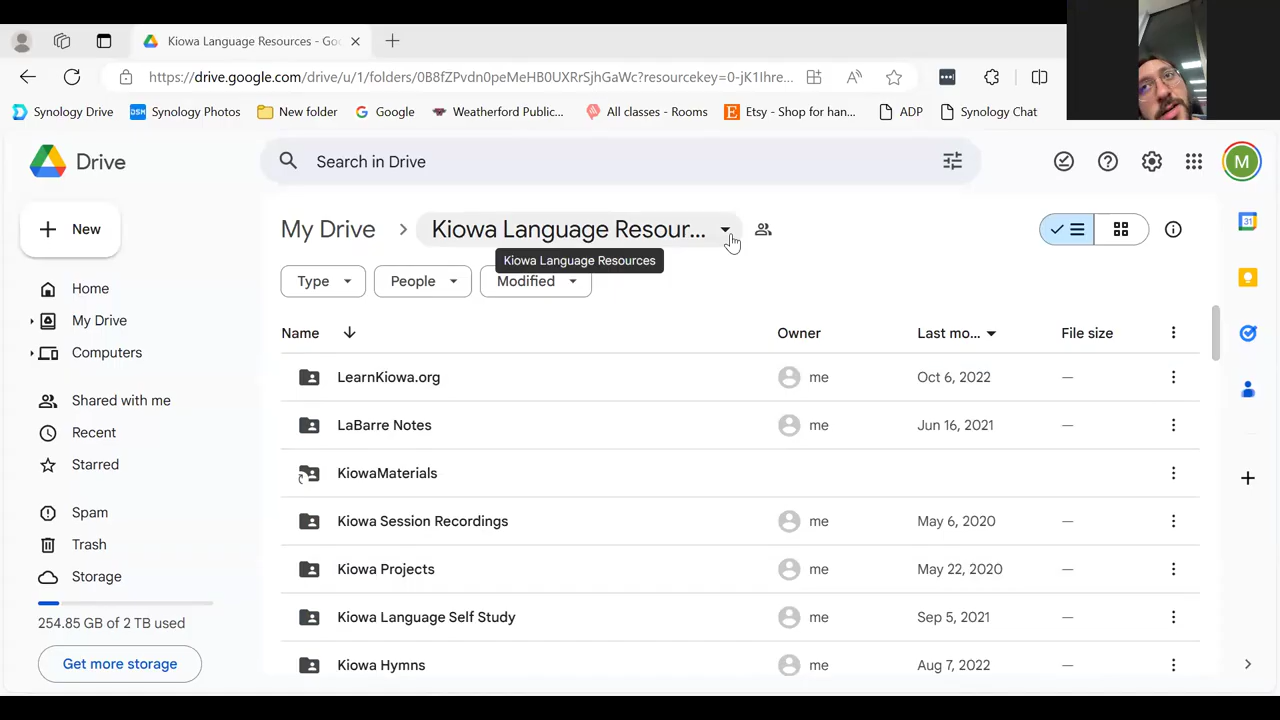 Kiowa Language Resources - Go
https://drive.google.com/drive/u/1/folders/0B8fZPvdn0peMeHB0UXRrSjhGaWc?resourcekey=0-jK1Ihre...
Synology Drive DSM Synology Photos New folder Google Weatherford Public... All classes - Rooms Etsy - Shop for han... ADP Synology Chat
Drive Search in Drive M
New
My Drive Kiowa Language Resour...
Kiowa Language Resources
Type People Modified
Home
My Drive
Computers
Shared with me
Recent
Starred
Spam
Trash
Storage
254.85 GB of 2 TB used
Get more storage
Name Owner Last mo... File size
LearnKiowa.org me Oct 6, 2022 —
LaBarre Notes me Jun 16, 2021 —
KiowaMaterials
Kiowa Session Recordings me May 6, 2020 —
Kiowa Projects me May 22, 2020 —
Kiowa Language Self Study me Sep 5, 2021 —
Kiowa Hymns me Aug 7, 2022 —
31